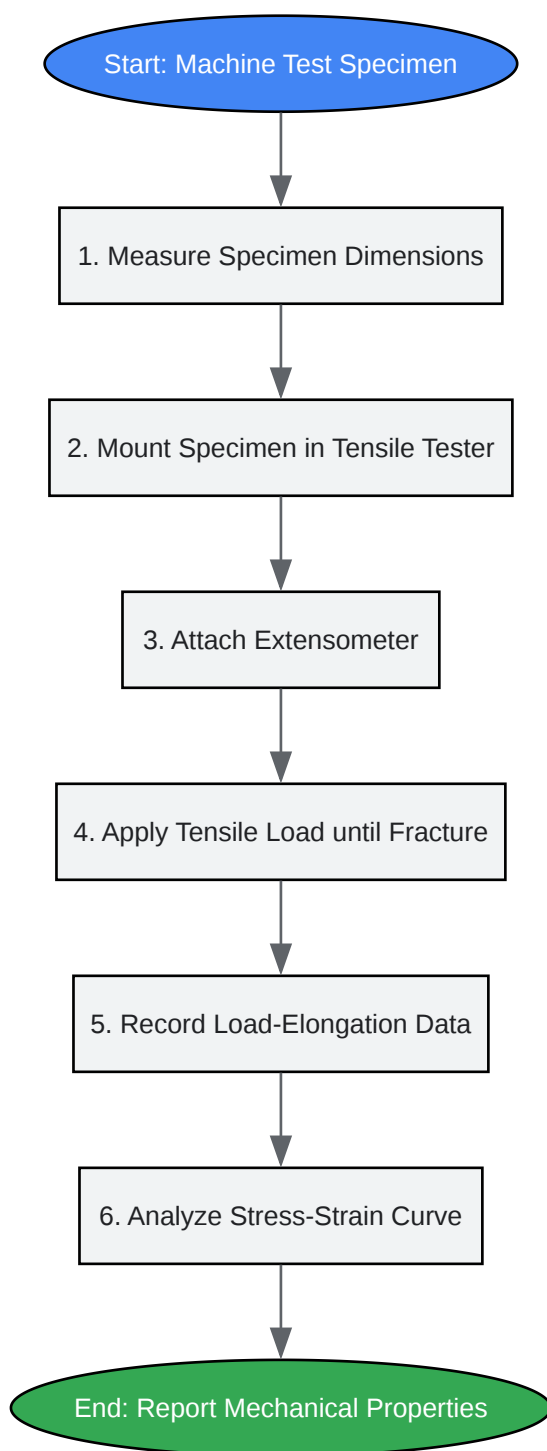 Start: Machine Test Specimen
1. Measure Specimen Dimensions
2. Mount Specimen in Tensile Tester
3. Attach Extensometer
4. Apply Tensile Load until Fracture
5. Record Load-Elongation Data
6. Analyze Stress-Strain Curve
End: Report Mechanical Properties